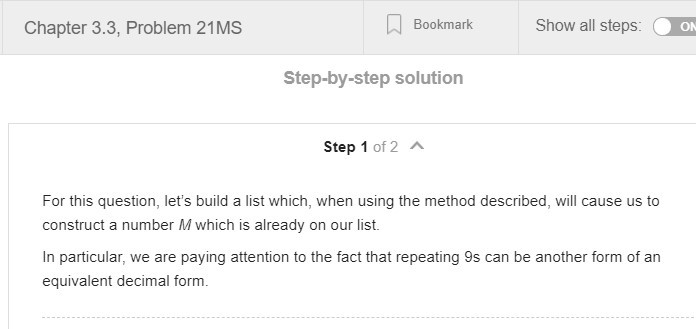 Chapter 3.3, Problem 21MS
Bookmark
Show all steps:
ON
Step-by-step solution
Step 1 of 2
For this question, let's build a list which, when using the method described, will cause us to
construct a number M which is already on our list.
In particular, we are paying attention to the fact that repeating 9s can be another form of an
equivalent decimal form.